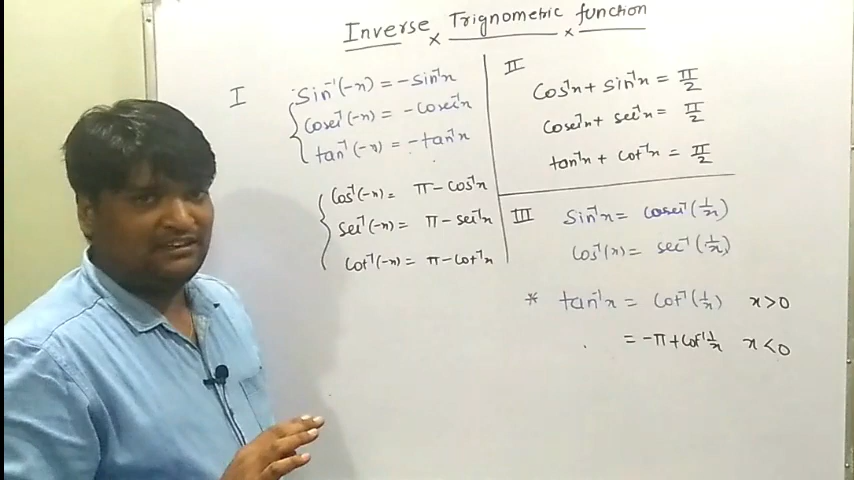 Inverse Trignometric function
I
Sin⁻¹(-x) = -sin⁻¹x
Cosec⁻¹(-x) = -cosec⁻¹x
tan⁻¹(-x) = -tan⁻¹x
Cos⁻¹(-x) = π - cos⁻¹x
sec⁻¹(-x) = π - sec⁻¹x
Cot⁻¹(-x) = π - cot⁻¹x
II
Cos⁻¹x + sin⁻¹x = π/2
Cosec⁻¹x + sec⁻¹x = π/2
tan⁻¹x + cot⁻¹x = π/2
III
Sin⁻¹x = cosec⁻¹(1/x)
Cos⁻¹(x) = sec⁻¹(1/x)
* tan⁻¹x = cot⁻¹(1/x) x>0
= -π + cot⁻¹ 1/x x<0